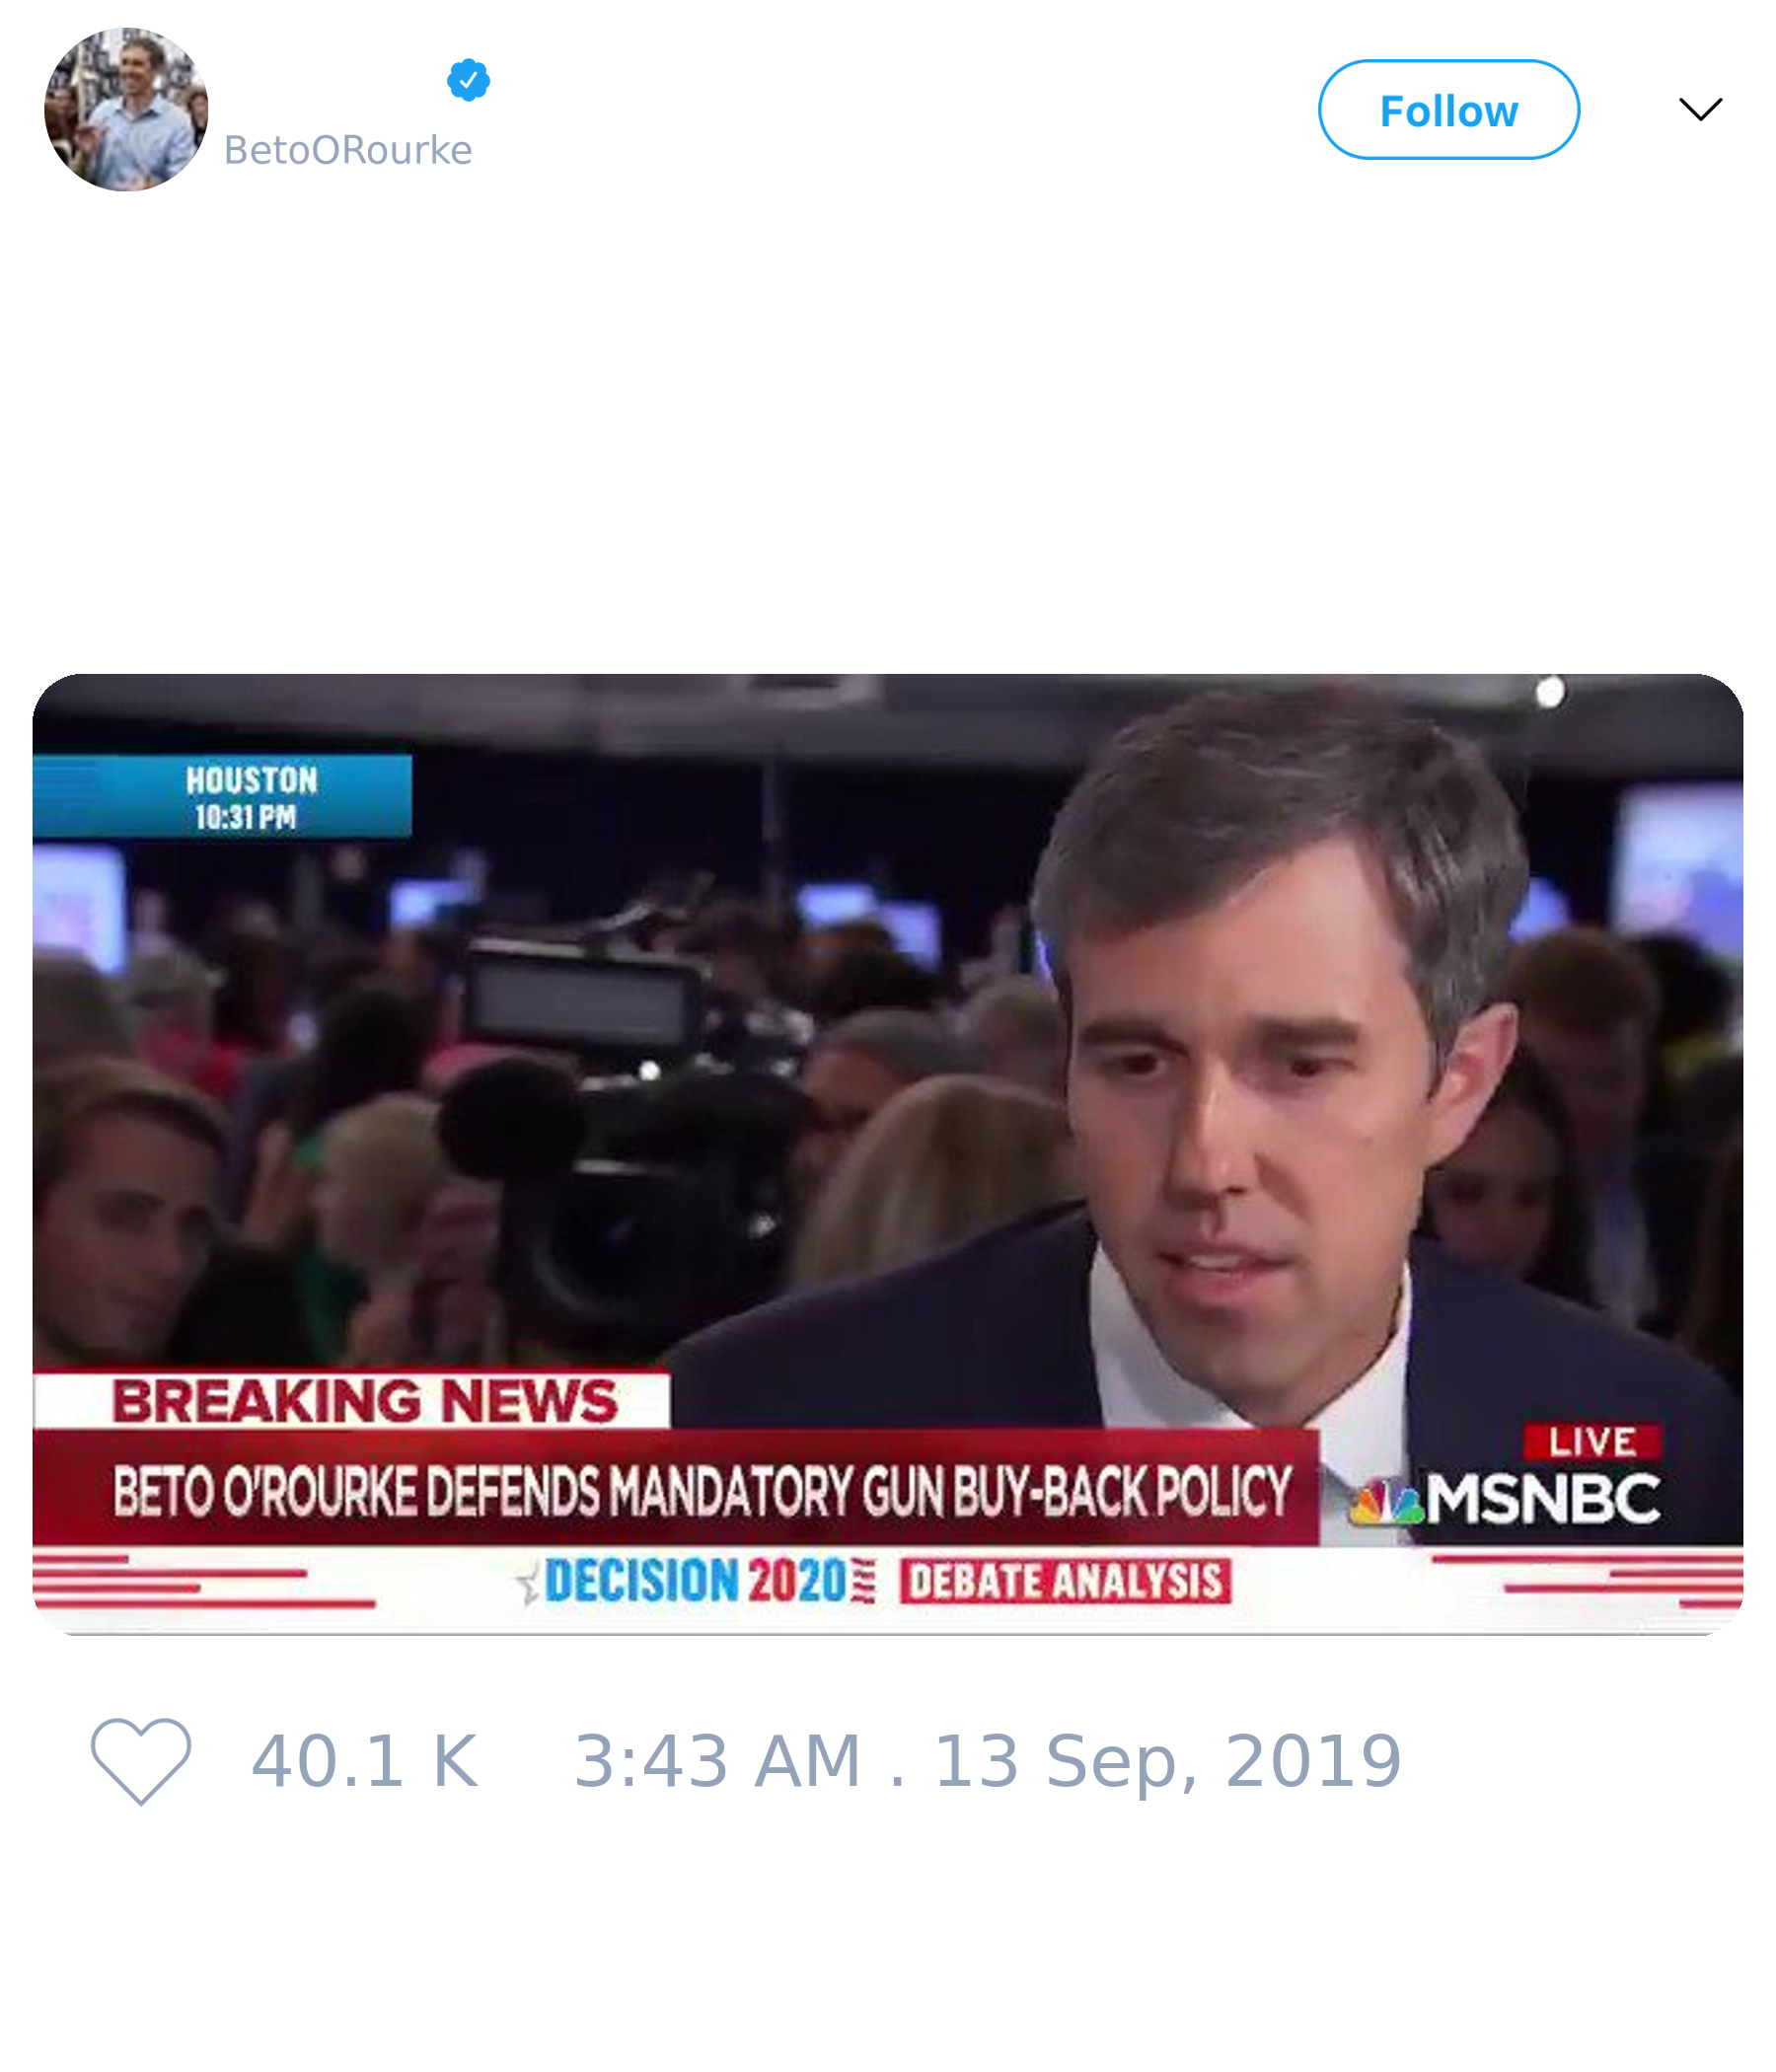 BetoORourke
Follow
HOUSTON
10:31 PM
BREAKING NEWS
BETO O'ROURKE DEFENDS MANDATORY GUN BUY-BACK POLICY
LIVE
MSNBC
DECISION 2020 DEBATE ANALYSIS
40.1 K 3:43 AM . 13 Sep, 2019